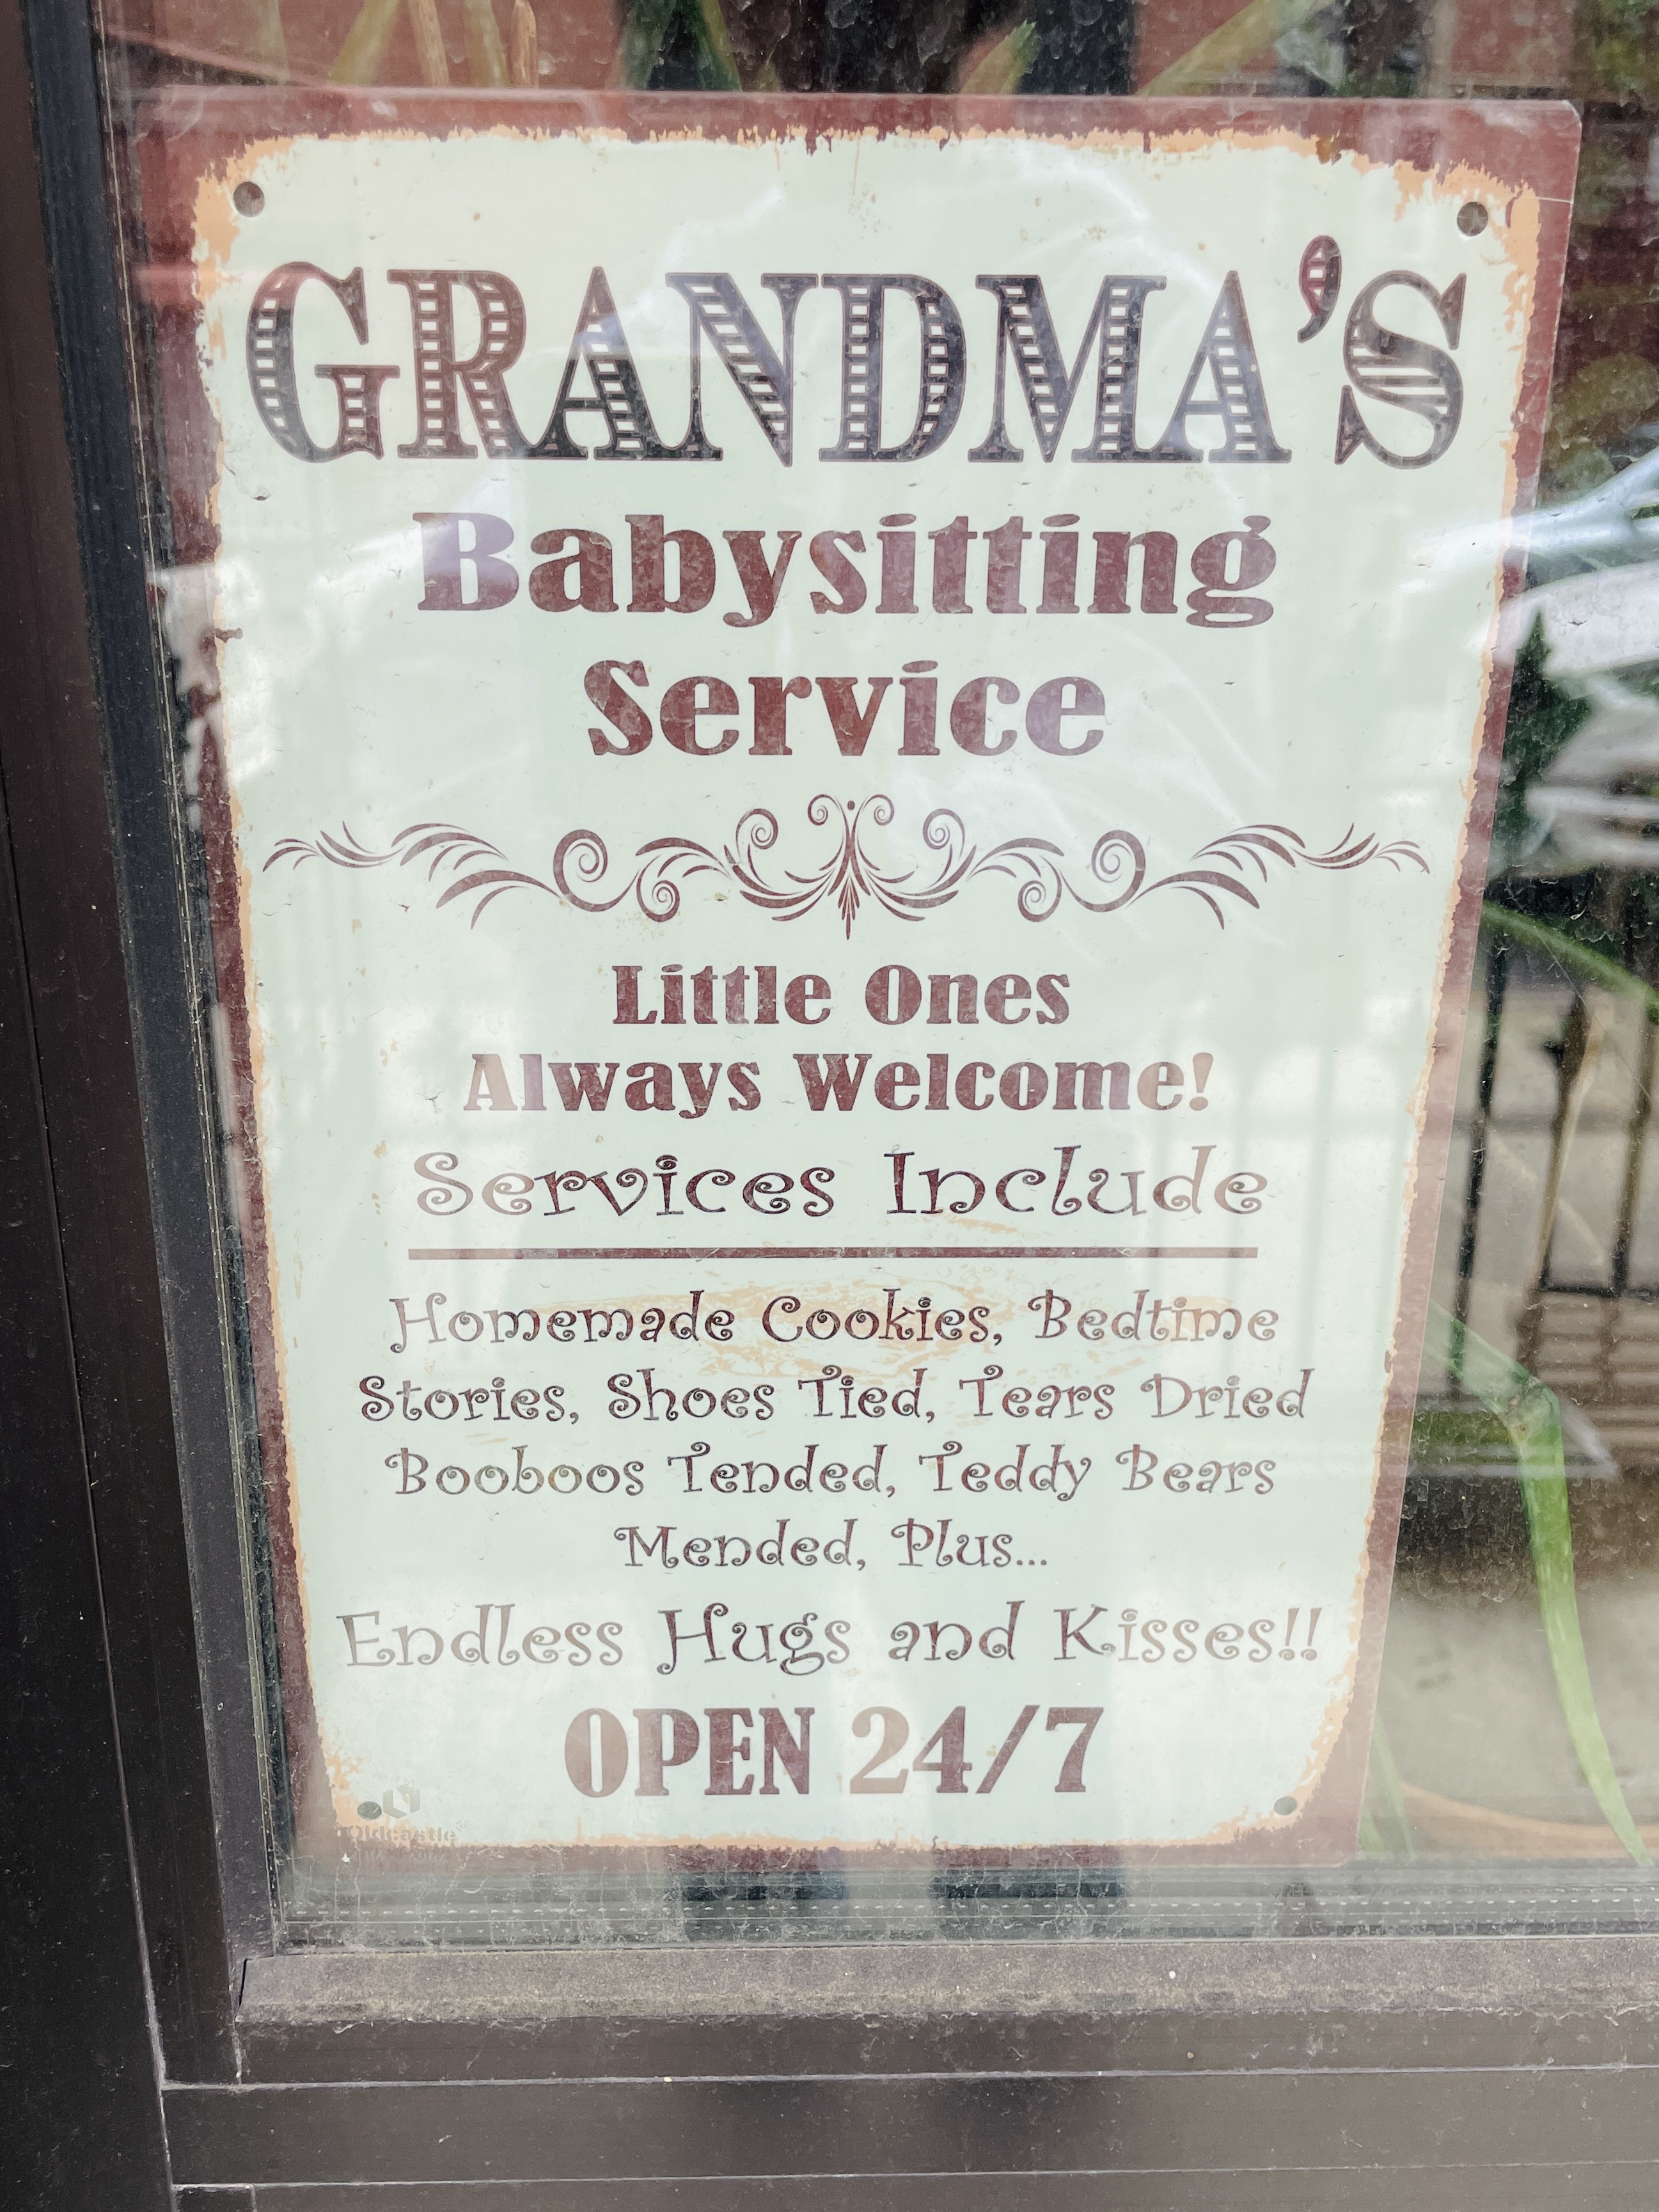 GRANDMA'S
Babysitting
Service
Little Ones
Always Welcome!
Services Include
Homemade Cookies, Bedtime
Stories, Shoes Tied, Tears Dried
Booboos Tended, Teddy Bears
Mended, Plus...
Endless Hugs and Kisses!!
OPEN 24/7
Oldcastle